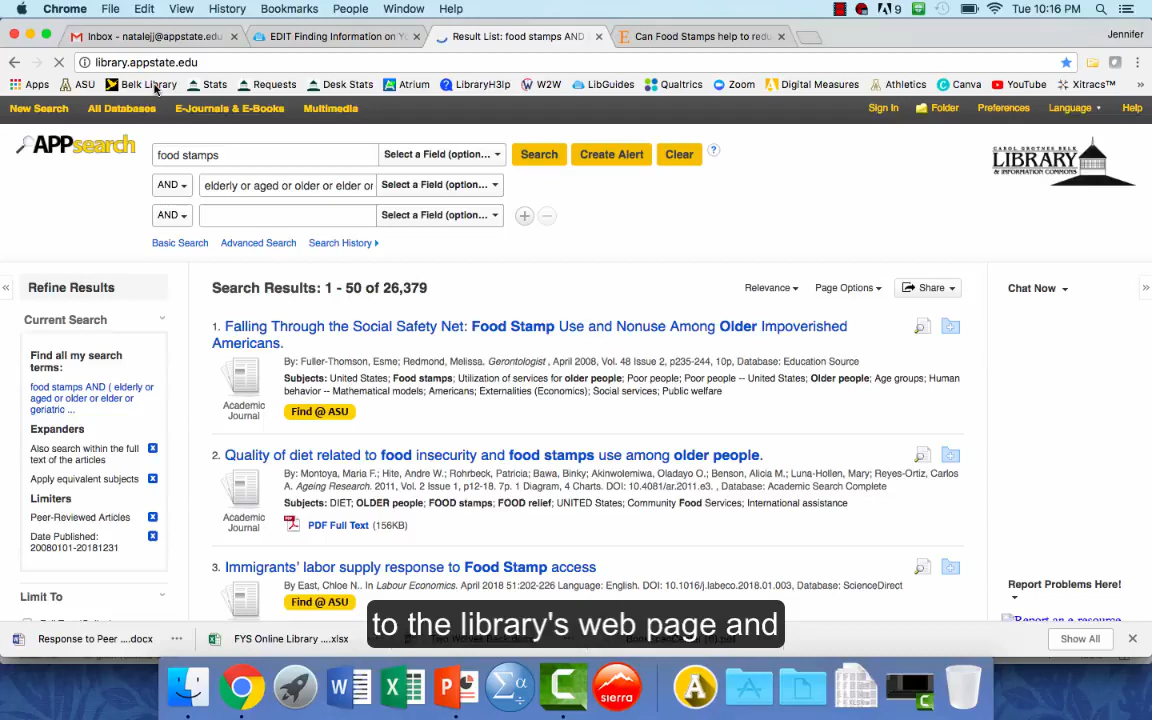 Chrome File Edit View History Bookmarks People Window Help 9 Tue 10:16 PM
Inbox - natalejj@appstate.edu EDIT Finding Information on Yo Result List: food stamps AND ( Can Food Stamps help to redu Jennifer
library.appstate.edu
Apps ASU Belk Library Stats Requests Desk Stats Atrium LibraryH3lp W2W LibGuides Qualtrics Zoom Digital Measures Athletics Canva YouTube Xitracs™ »
New Search All Databases E-Journals & E-Books Multimedia Sign In Folder Preferences Language Help
APPsearch food stamps Select a Field (option... Search Create Alert Clear ?
CAROL GROTNES BELK
LIBRARY
& INFORMATION COMMONS
AND elderly or aged or older or elder or Select a Field (option...
AND Select a Field (option...
Basic Search Advanced Search Search History
« Refine Results
Search Results: 1 - 50 of 26,379 Relevance Page Options Share Chat Now »
Current Search
Find all my search
terms:
food stamps AND ( elderly or
aged or older or elder or
geriatric ...
Expanders
Also search within the full
text of the articles
Apply equivalent subjects
Limiters
Peer-Reviewed Articles
Date Published:
20080101-20181231
Limit To
1. Falling Through the Social Safety Net: Food Stamp Use and Nonuse Among Older Impoverished
Americans.
By: Fuller-Thomson, Esme; Redmond, Melissa. Gerontologist , April 2008, Vol. 48 Issue 2, p235-244, 10p, Database: Education Source
Subjects: United States; Food stamps; Utilization of services for older people; Poor people; Poor people -- United States; Older people; Age groups; Human
behavior -- Mathematical models; Americans; Externalities (Economics); Social services; Public welfare
Academic
Journal
Find @ ASU
2. Quality of diet related to food insecurity and food stamps use among older people.
By: Montoya, Maria F.; Hite, Andre W.; Rohrbeck, Patricia; Bawa, Binky; Akinwolemiwa, Oladayo O.; Benson, Alicia M.; Luna-Hollen, Mary; Reyes-Ortiz, Carlos
A. Ageing Research. 2011, Vol. 2 Issue 1, p12-18. 7p. 1 Diagram, 4 Charts. DOI: 10.4081/ar.2011.e3. , Database: Academic Search Complete
Subjects: DIET; OLDER people; FOOD stamps; FOOD relief; UNITED States; Community Food Services; International assistance
Academic
Journal
PDF Full Text (156KB)
3. Immigrants' labor supply response to Food Stamp access
By East, Chloe N.. In Labour Economics. April 2018 51:202-226 Language: English. DOI: 10.1016/j.labeco.2018.01.003, Database: ScienceDirect
Find @ ASU
Report Problems Here!
to the library's web page and
Response to Peer ....docx FYS Online Library ....xlsx Show All
W X P Σα C sierra A